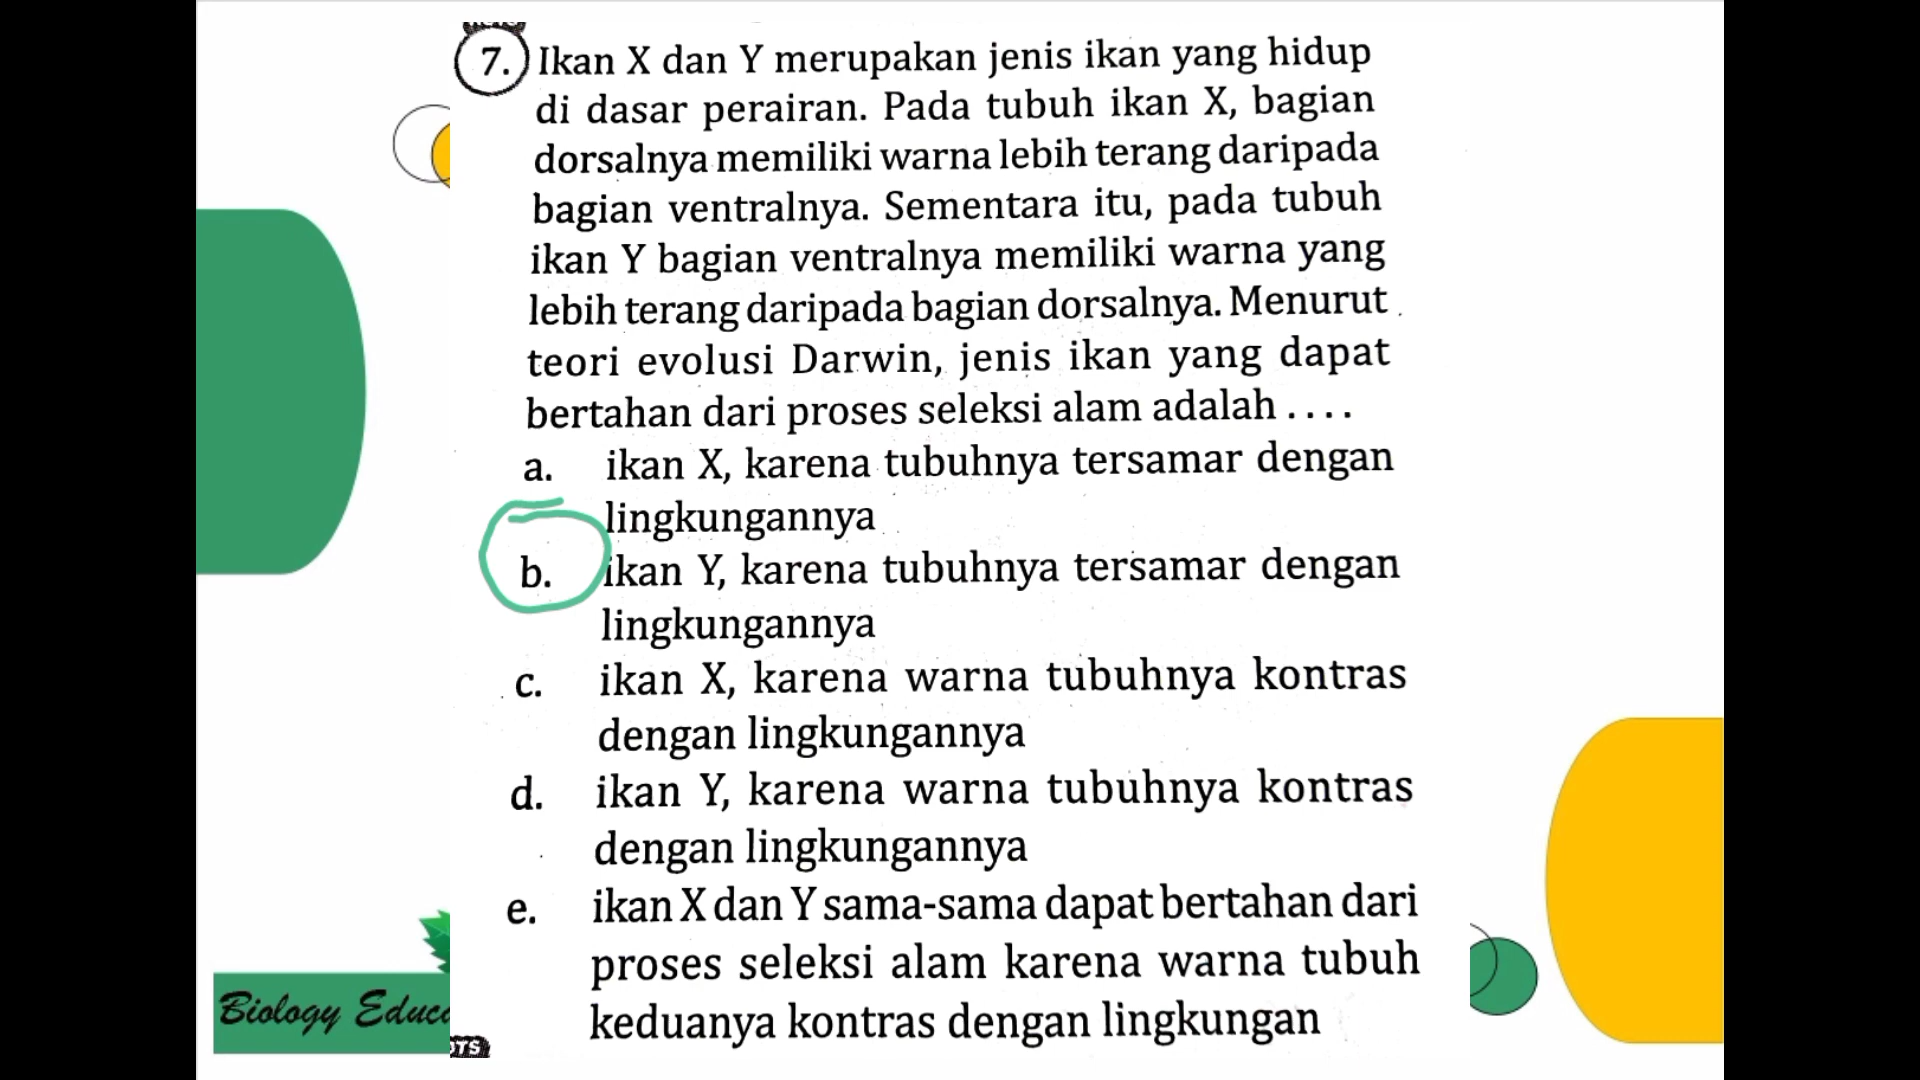 7. Ikan X dan Y merupakan jenis ikan yang hidup
di dasar perairan. Pada tubuh ikan X, bagian
dorsalnya memiliki warna lebih terang daripada
bagian ventralnya. Sementara itu, pada tubuh
ikan Y bagian ventralnya memiliki warna yang
lebih terang daripada bagian dorsalnya. Menurut
teori evolusi Darwin, jenis ikan yang dapat
bertahan dari proses seleksi alam adalah . . . .
a. ikan X, karena tubuhnya tersamar dengan
lingkungannya
b. ikan Y, karena tubuhnya tersamar dengan
lingkungannya
c. ikan X, karena warna tubuhnya kontras
dengan lingkungannya
d. ikan Y, karena warna tubuhnya kontras
dengan lingkungannya
e. ikan X dan Y sama-sama dapat bertahan dari
proses seleksi alam karena warna tubuh
keduanya kontras dengan lingkungan
Biology Educ